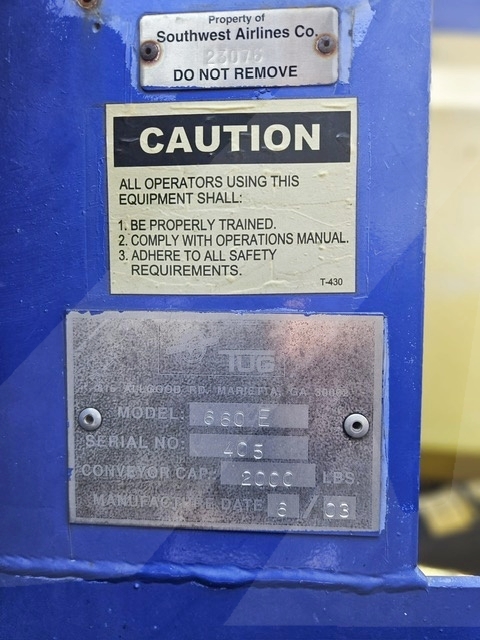 Property of
Southwest Airlines Co.
23076
DO NOT REMOVE
CAUTION
ALL OPERATORS USING THIS
EQUIPMENT SHALL:
1. BE PROPERLY TRAINED.
2. COMPLY WITH OPERATIONS MANUAL.
3. ADHERE TO ALL SAFETY
REQUIREMENTS.
T-430
TUG
ALLGOOD RD. MARIETTA, GA.
MODEL: 660 E
SERIAL NO: 405
CONVEYOR CAP: 2000 LBS.
DATE 6 / 03